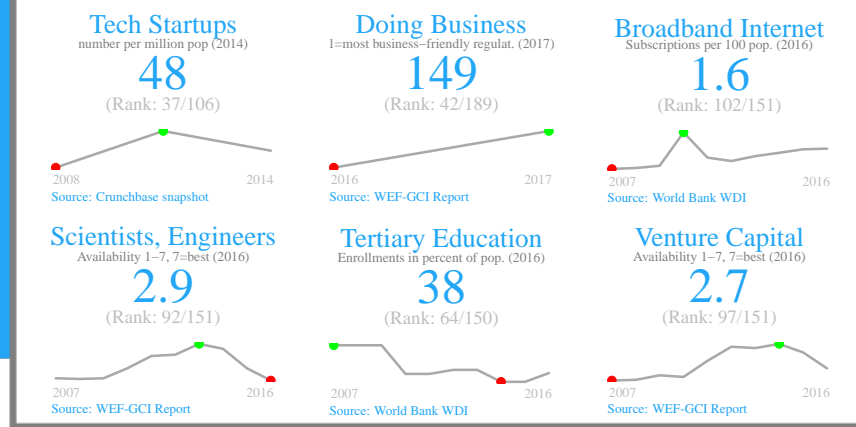 Tech Startups
number per million pop (2014)
48
(Rank: 37/106)
2008 2014
Source: Crunchbase snapshot
Doing Business
1=most business−friendly regulat. (2017)
149
(Rank: 42/189)
2016 2017
Source: WEF-GCI Report
Broadband Internet
Subscriptions per 100 pop. (2016)
1.6
(Rank: 102/151)
2007 2016
Source: World Bank WDI
Scientists, Engineers
Availability 1−7, 7=best (2016)
2.9
(Rank: 92/151)
2007 2016
Source: WEF-GCI Report
Tertiary Education
Enrollments in percent of pop. (2016)
38
(Rank: 64/150)
2007 2016
Source: World Bank WDI
Venture Capital
Availability 1−7, 7=best (2016)
2.7
(Rank: 97/151)
2007 2016
Source: WEF-GCI Report